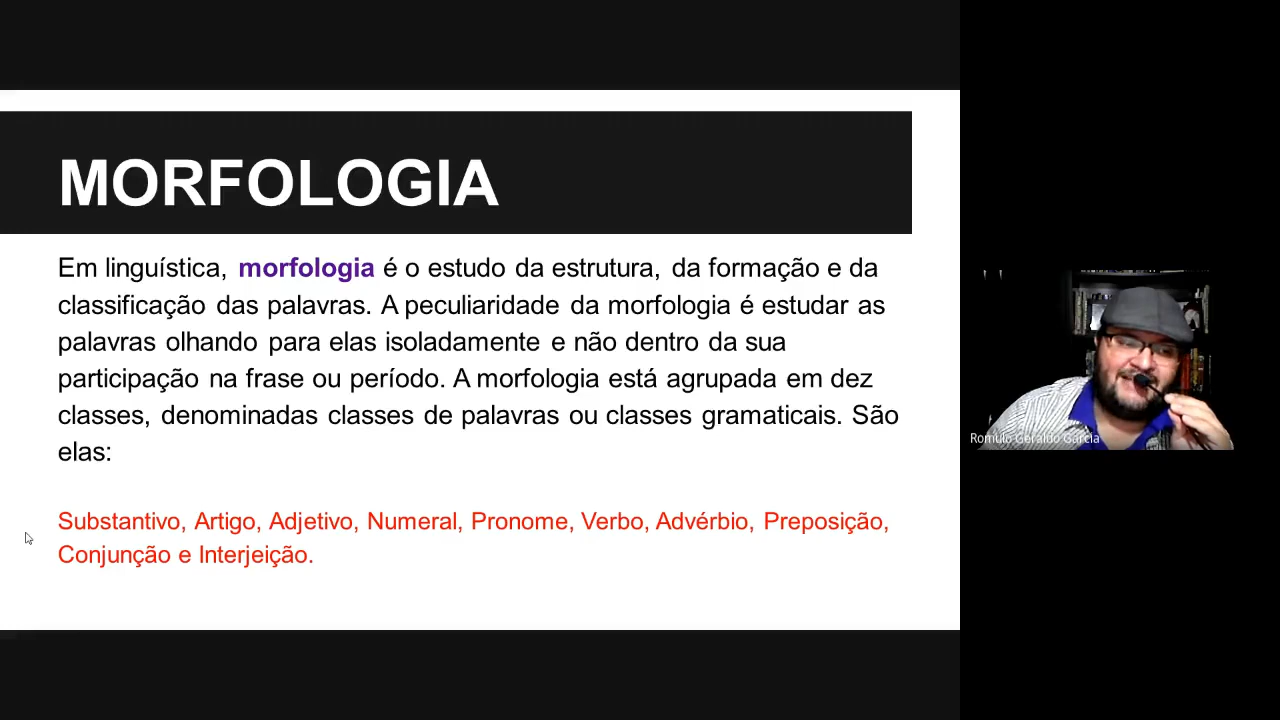 MORFOLOGIA
Em linguística, morfologia é o estudo da estrutura, da formação e da
classificação das palavras. A peculiaridade da morfologia é estudar as
palavras olhando para elas isoladamente e não dentro da sua
participação na frase ou período. A morfologia está agrupada em dez
classes, denominadas classes de palavras ou classes gramaticais. São
elas:
Substantivo, Artigo, Adjetivo, Numeral, Pronome, Verbo, Advérbio, Preposição,
Conjunção e Interjeição.
Romulo Geraldo Garcia